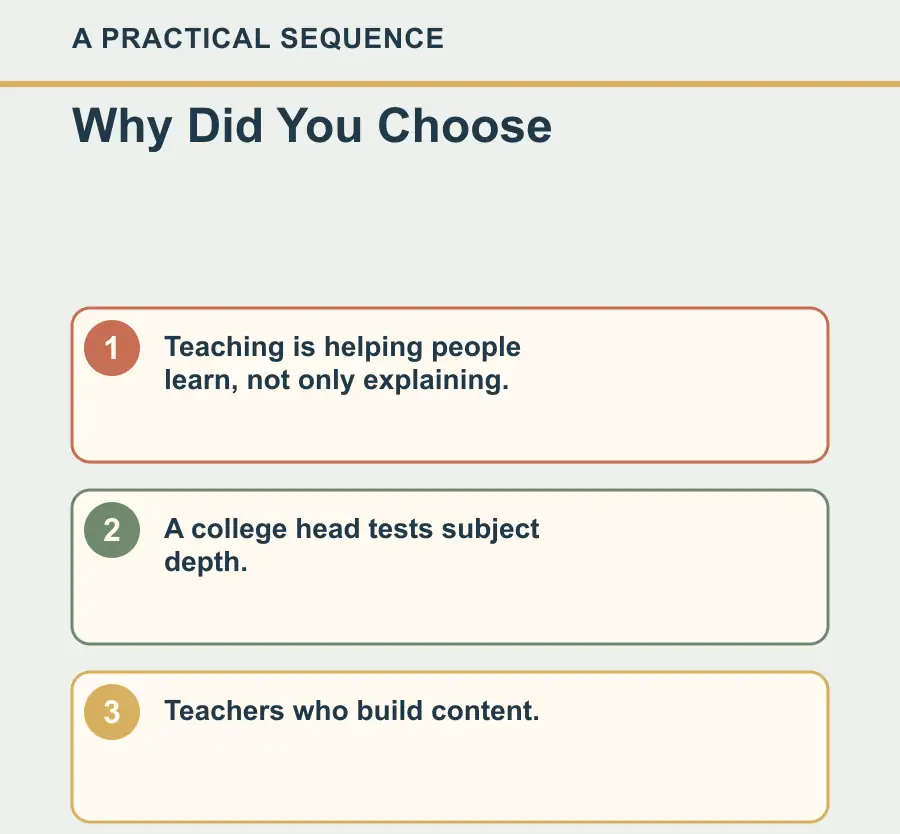 A PRACTICAL SEQUENCE
Why Did You Choose
1
Teaching is helping people
learn, not only explaining.
2
A college head tests subject
depth.
3
Teachers who build content.